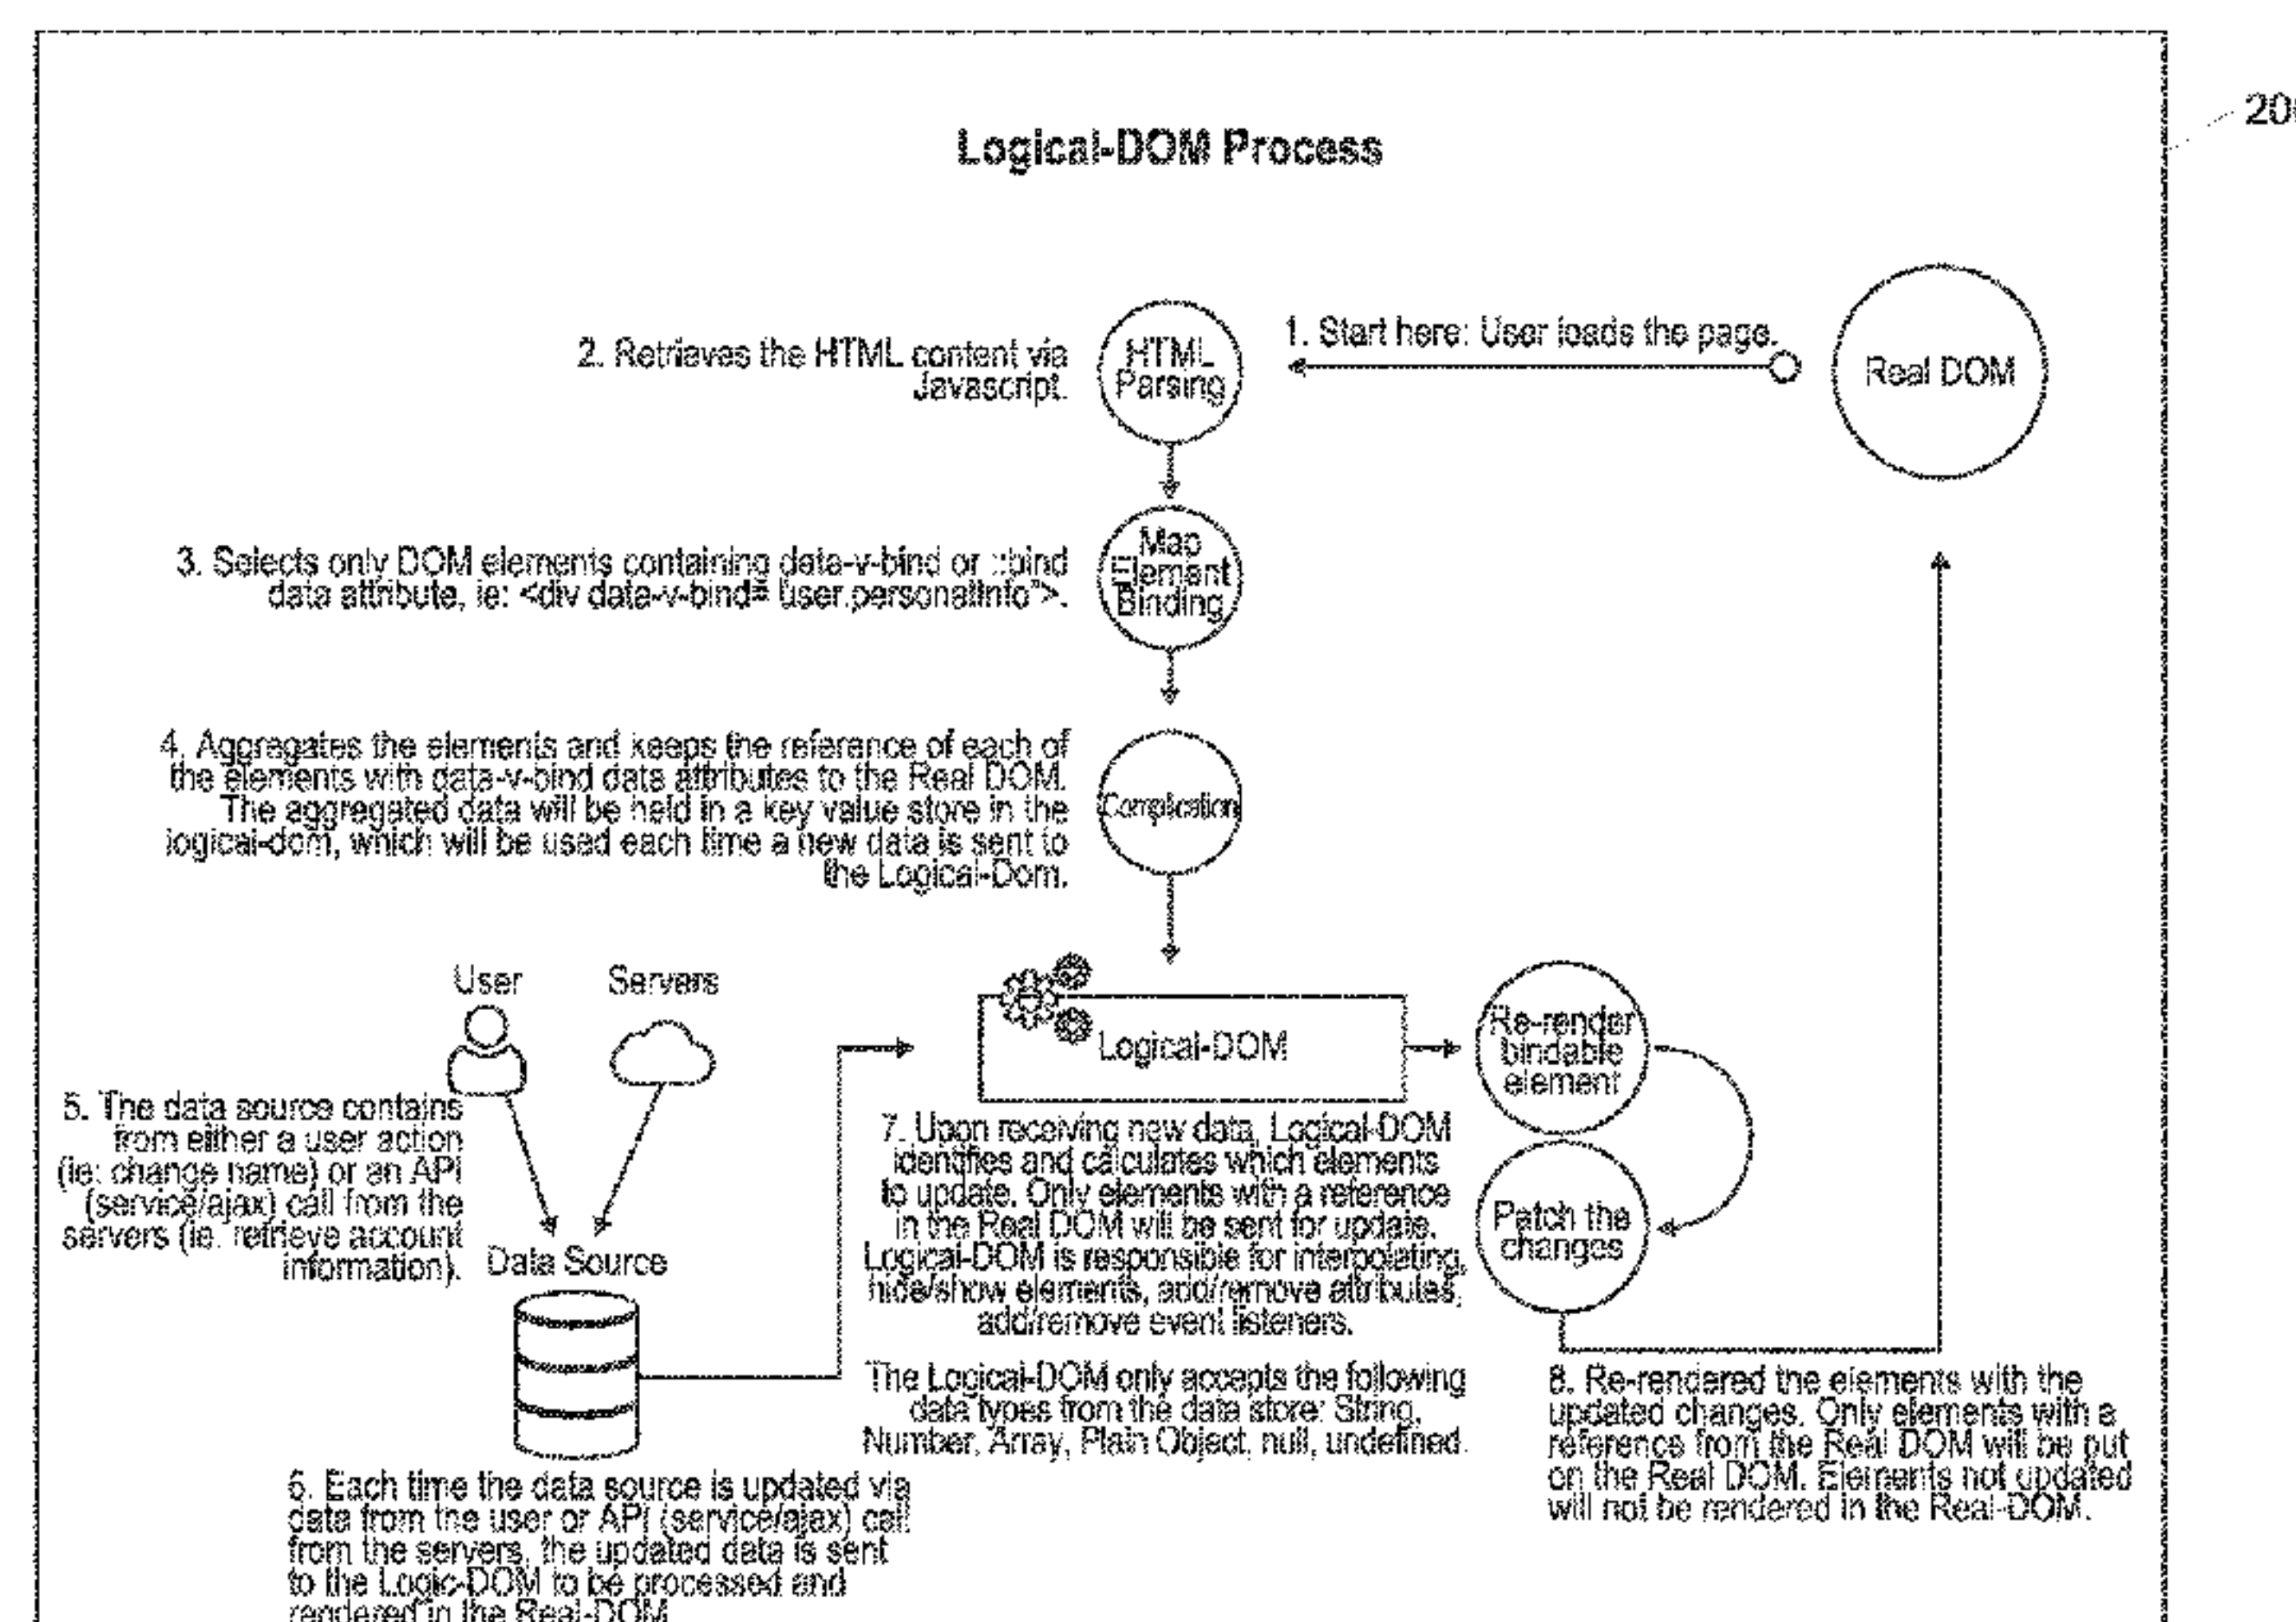 Logical-DOM Process
1. Start here: User loads the page.
Real DOM
2. Retrieves the HTML content via
Javascript.
HTML
Parsing
3. Selects only DOM elements containing data-v-bind or ::bind
data attribute, ie: <div data-v-bind= user.personalInfo">.
Map
Element
Binding
4. Aggregates the elements and keeps the reference of each of
the elements with data-v-bind data attributes to the Real DOM.
The aggregated data will be held in a key value store in the
logical-dom, which will be used each time a new data is sent to
the Logical-Dom.
Complication
User
Servers
5. The data source contains
from either a user action
(ie: change name) or an API
(service/ajax) call from the
servers (ie. retrieve account
information).
Data Source
6. Each time the data source is updated via
data from the user or API (service/ajax) call
from the servers, the updated data is sent
to the Logic-DOM to be processed and
rendered in the Real-DOM
Logical-DOM
7. Upon receiving new data, Logical-DOM
identifies and calculates which elements
to update. Only elements with a reference
in the Real DOM will be sent for update.
Logical-DOM is responsible for interpolating,
hide/show elements, add/remove attributes,
add/remove event listeners.
The Logical-DOM only accepts the following
data types from the data store: String,
Number, Array, Plain Object, null, undefined.
Re-render
bindable
element
Patch the
changes
8. Re-rendered the elements with the
updated changes. Only elements with a
reference from the Real DOM will be put
on the Real DOM. Elements not updated
will not be rendered in the Real-DOM.